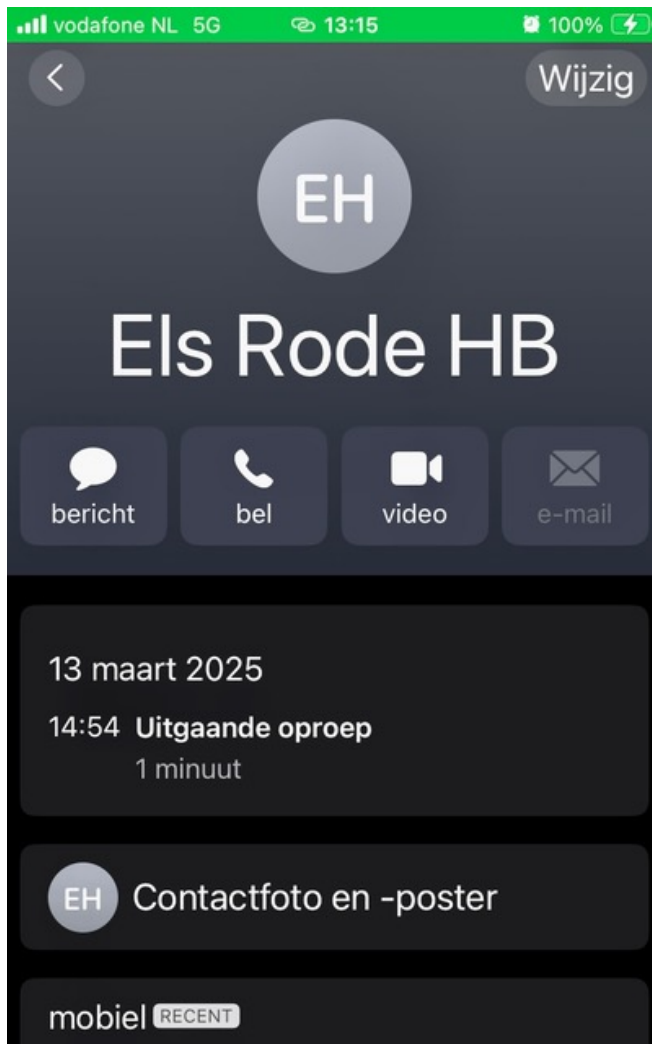 vodafone NL 5G 13:15 100%
Wijzig
EH
Els Rode HB
bericht bel video e-mail
13 maart 2025
14:54 Uitgaande oproep
1 minuut
EH Contactfoto en -poster
mobiel RECENT